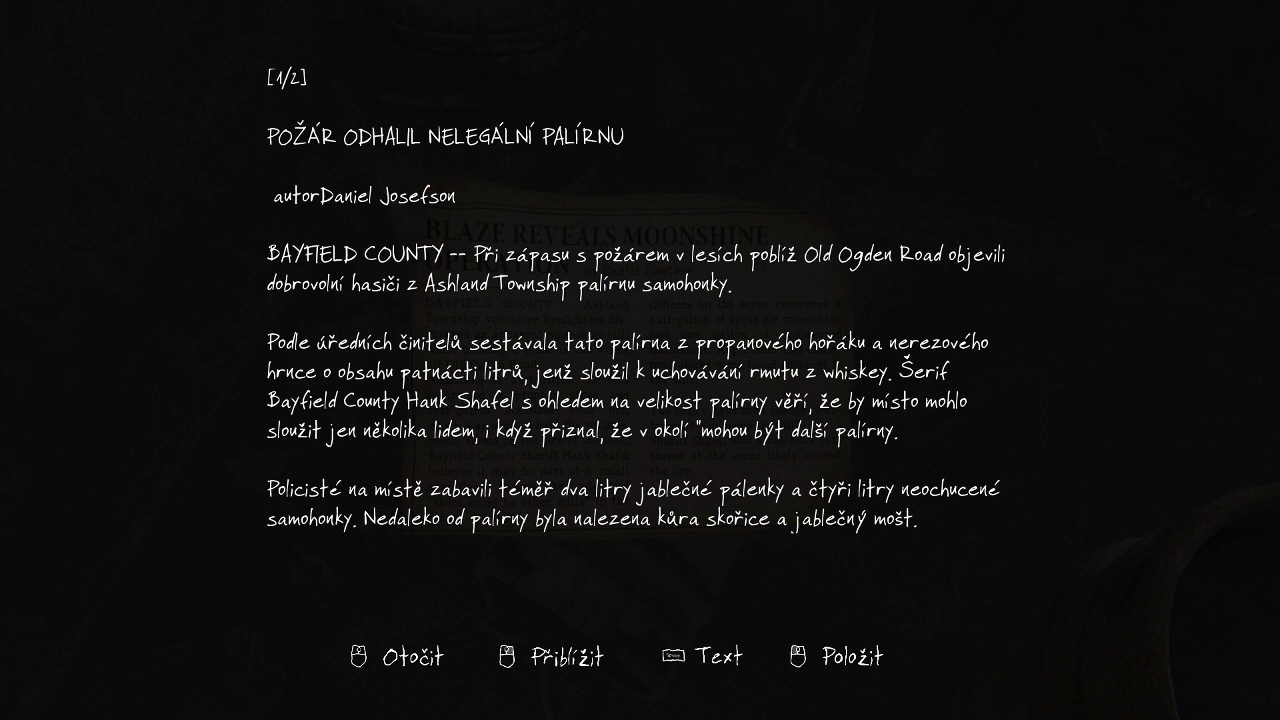 [1/2]
POŽÁR ODHALIL NELEGÁLNÍ PALÍRNU
autorDaniel Josefson
BAYFIELD COUNTY -- Při zápasu s požárem v lesích poblíž Old Ogden Road objevili
dobrovolní hasiči z Ashland Township palírnu samohonky.
Podle úředních činitelů sestávala tato palírna z propanového hořáku a nerezového
hrnce o obsahu patnácti litrů, jenž sloužil k uchovávání rmutu z whiskey. Šerif
Bayfield County Hank Shafel s ohledem na velikost palírny věří, že by místo mohlo
sloužit jen několika lidem, i když přiznal, že v okolí "mohou být další palírny.
Policisté na místě zabavili téměř dva litry jablečné pálenky a čtyři litry neochucené
samohonky. Nedaleko od palírny byla nalezena kůra skořice a jablečný mošt.
BLAZE REVEALS MOONSHINE
OPERATION
Otočit Přiblížit Text Položit